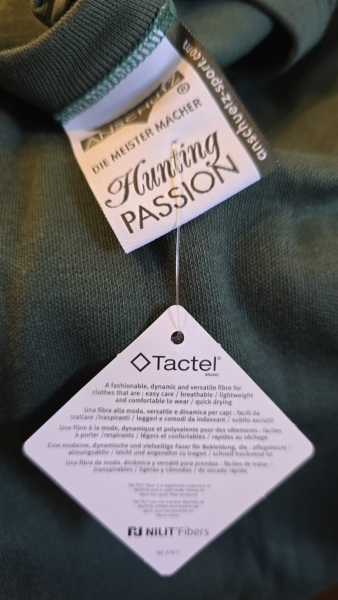 ANSCHÜTZ ®
DIE MEISTER MACHER
Hunting
PASSION
anschuetz-sport.com
Tactel®
BRAND
A fashionable, dynamic and versatile fibre for
clothes that are : easy care / breathable / lightweight
and comfortable to wear / quick drying
Una fibra alla moda, versatile e dinamica per capi : facili da
trattare /traspiranti / leggeri e comodi da indossare / subito asciutti
Une fibre à la mode, dynamique et polyvalente pour des vêtements : faciles
à porter /respirants / légers et confortables / rapides au séchage
Eine moderne, dynamische und vielseitige Faser für Bekleidung, die : pflegeleicht /
atmungsaktiv / leicht und angenehm zu tragen / schnell trocknend ist
Una fibra de moda, dinámica y versátil para prendas : fáciles de tratar /
transpirables / ligeras y cómodas / de secado rápido
NILIT Fibers